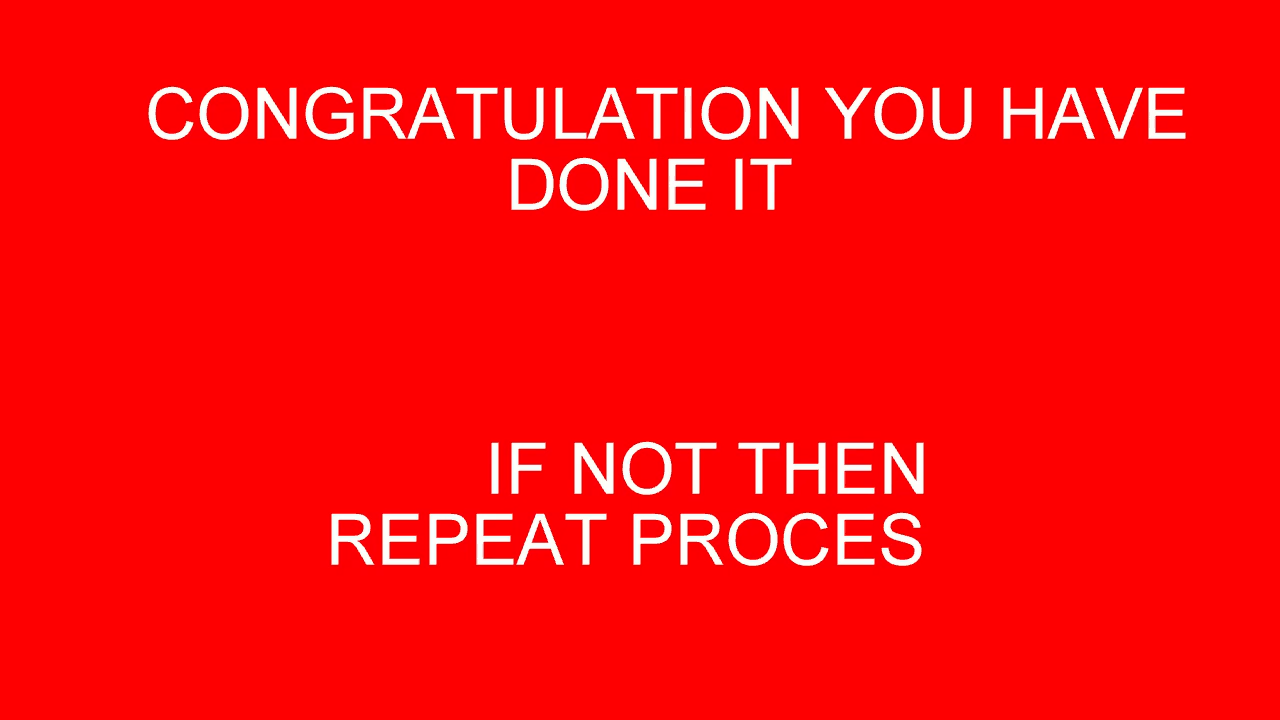 CONGRATULATION YOU HAVE
DONE IT
IF NOT THEN
REPEAT PROCES